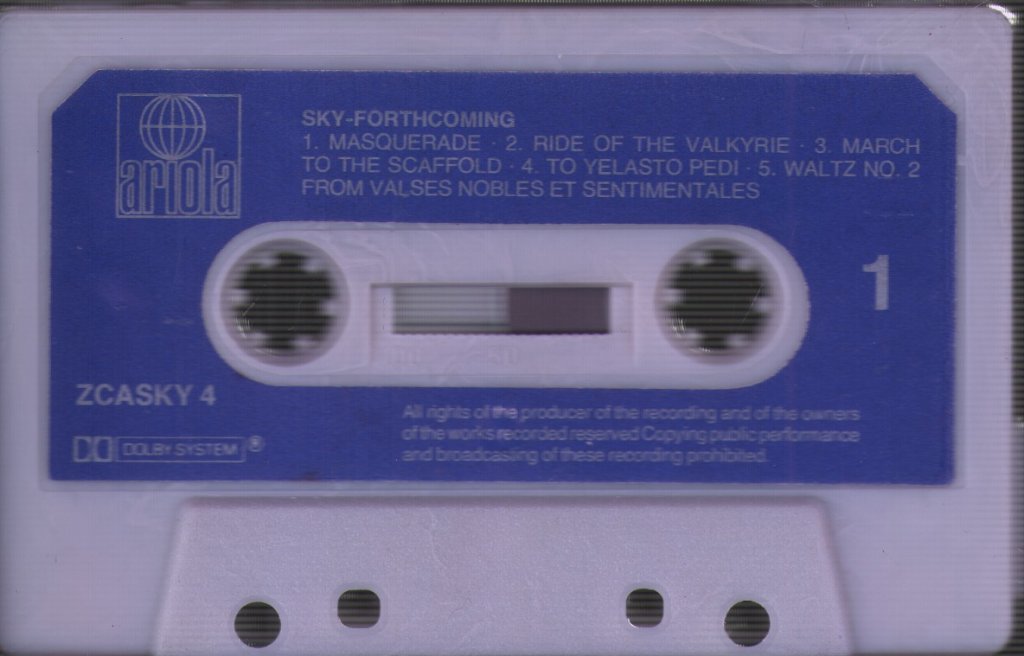 ariola
SKY-FORTHCOMING
1. MASQUERADE · 2. RIDE OF THE VALKYRIE · 3. MARCH
TO THE SCAFFOLD · 4. TO YELASTO PEDI · 5. WALTZ NO. 2
FROM VALSES NOBLES ET SENTIMENTALES
1
ZCASKY 4
DOLBY SYSTEM ®
All rights of the producer of the recording and of the owners
of the works recorded reserved Copying public performance
and broadcasting of these recording prohibited.